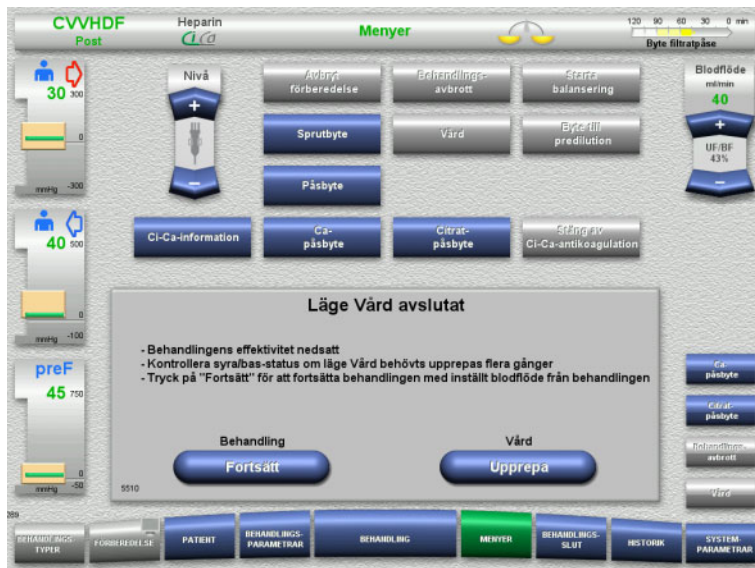 CVVHDF
Post
Heparin
Ci Ca
Menyer
120 90 60 30 0 min
Byte filtratpåse
30 300
0
mmHg -300
40 500
0
mmHg -100
preF
45 750
0
mmHg -50
Nivå
+
−
Avbryt
förberedelse
Behandlings-
avbrott
Starta
balansering
Sprutbyte
Vård
Byte till
predilution
Påsbyte
Ci-Ca-information
Ca-
påsbyte
Citrat-
påsbyte
Stäng av
Ci-Ca-antikoagulation
Blodflöde
ml/min
40
+
UF/BF
43%
−
Läge Vård avslutat
- Behandlingens effektivitet nedsatt
- Kontrollera syra/bas-status om läge Vård behövts upprepas flera gånger
- Tryck på "Fortsätt" för att fortsätta behandlingen med inställt blodflöde från behandlingen
Behandling
Fortsätt
Vård
Upprepa
5510
Ca-
påsbyte
Citrat-
påsbyte
Behandlings-
avbrott
Vård
289
BEHANDLINGS-
TYPER
FÖRBEREDELSE
PATIENT
BEHANDLINGS-
PARAMETRAR
BEHANDLING
MENYER
BEHANDLINGS-
SLUT
HISTORIK
SYSTEM-
PARAMETRAR